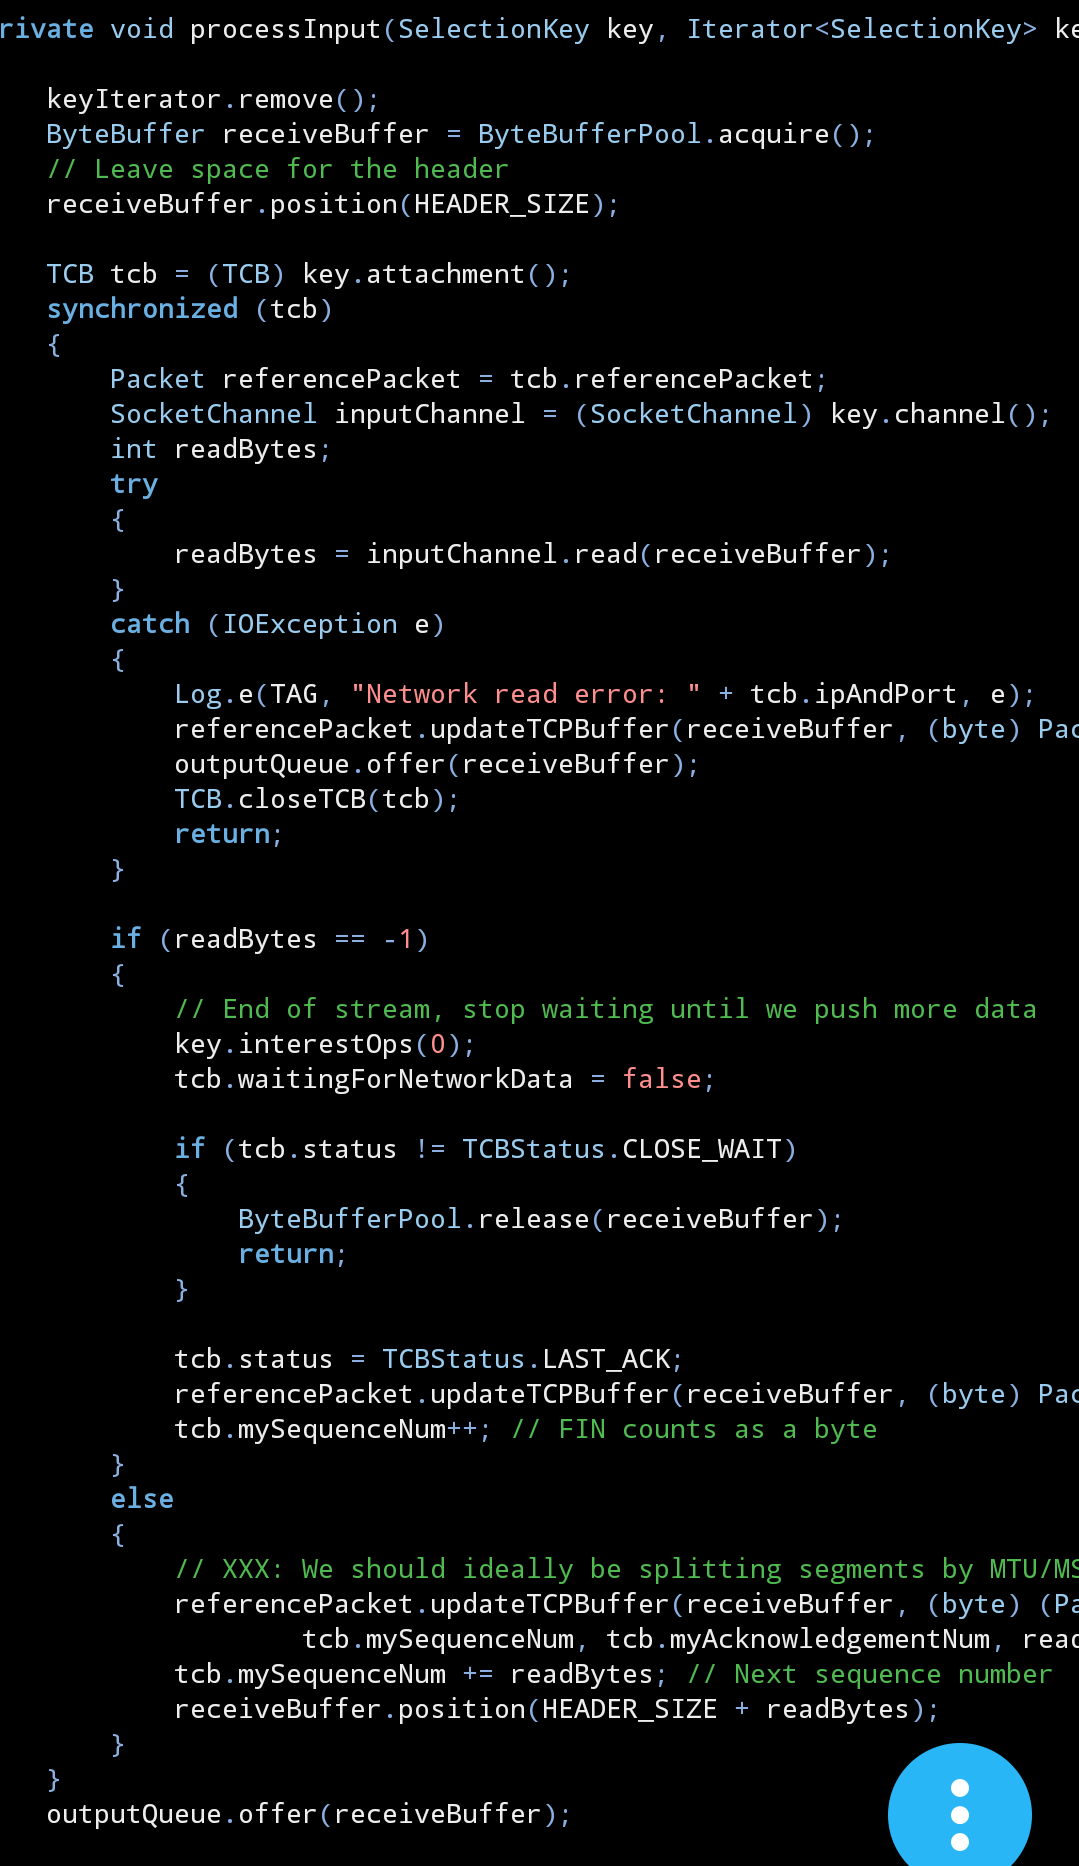 rivate void processInput(SelectionKey key, Iterator<SelectionKey> ke
keyIterator.remove();
ByteBuffer receiveBuffer = ByteBufferPool.acquire();
// Leave space for the header
receiveBuffer.position(HEADER_SIZE);
TCB tcb = (TCB) key.attachment();
synchronized (tcb)
{
Packet referencePacket = tcb.referencePacket;
SocketChannel inputChannel = (SocketChannel) key.channel();
int readBytes;
try
{
readBytes = inputChannel.read(receiveBuffer);
}
catch (IOException e)
{
Log.e(TAG, "Network read error: " + tcb.ipAndPort, e);
referencePacket.updateTCPBuffer(receiveBuffer, (byte) Pac
outputQueue.offer(receiveBuffer);
TCB.closeTCB(tcb);
return;
}
if (readBytes == -1)
{
// End of stream, stop waiting until we push more data
key.interestOps(0);
tcb.waitingForNetworkData = false;
if (tcb.status != TCBStatus.CLOSE_WAIT)
{
ByteBufferPool.release(receiveBuffer);
return;
}
tcb.status = TCBStatus.LAST_ACK;
referencePacket.updateTCPBuffer(receiveBuffer, (byte) Pac
tcb.mySequenceNum++; // FIN counts as a byte
}
else
{
// XXX: We should ideally be splitting segments by MTU/MS
referencePacket.updateTCPBuffer(receiveBuffer, (byte) (Pa
tcb.mySequenceNum, tcb.myAcknowledgementNum, read
tcb.mySequenceNum += readBytes; // Next sequence number
receiveBuffer.position(HEADER_SIZE + readBytes);
}
}
outputQueue.offer(receiveBuffer);